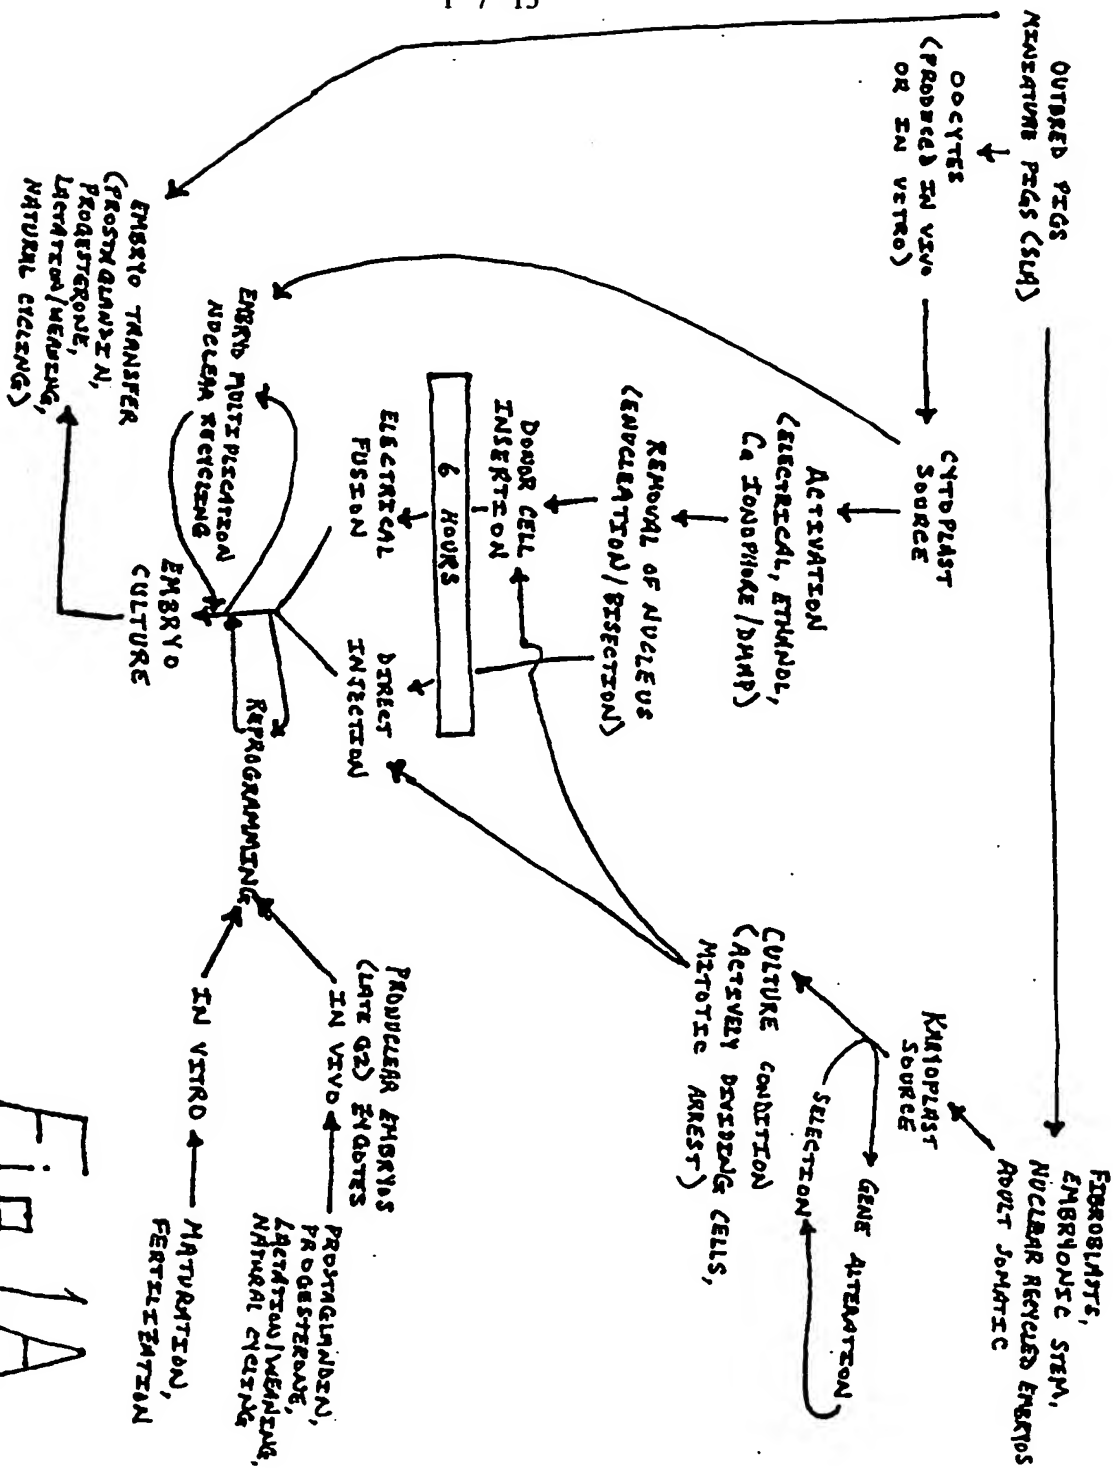 1 7 15
OUTBRED PIGS
MINIATURE PIGS (SLA)
OOCYTES
(PRODUCED IN VIVO
OR IN VITRO)
CYTOPLAST
SOURCE
ACTIVATION
(ELECTRICAL, ETHANOL,
Ca IONOPHORE/DMAP)
REMOVAL OF NUCLEUS
(ENUCLEATION/BISECTION)
DONOR CELL
INSERTION
6 HOURS
ELECTRICAL
FUSION
DIRECT
INJECTION
EMBRYO MULTIPLICATION
NUCLEAR RECYCLING
EMBRYO
CULTURE
EMBRYO TRANSFER
(PROSTAGLANDIN,
PROGESTERONE,
LACTATION/WEANING,
NATURAL CYCLING)
REPROGRAMMING
FIBROBLASTS,
EMBRYONIC STEM,
NUCLEAR RECYCLED EMBRYOS
ADULT SOMATIC
KARYOPLAST
SOURCE
GENE ALTERATION,
SELECTION
CULTURE CONDITION
(ACTIVELY DIVIDING CELLS,
MITOTIC ARREST)
PRONUCLEAR EMBRYOS
(LATE G2) ZYGOTES
IN VIVO
PROSTAGLANDIN,
PROGESTERONE,
LACTATION/WEANING,
NATURAL CYCLING
IN VITRO
MATURATION,
FERTILIZATION